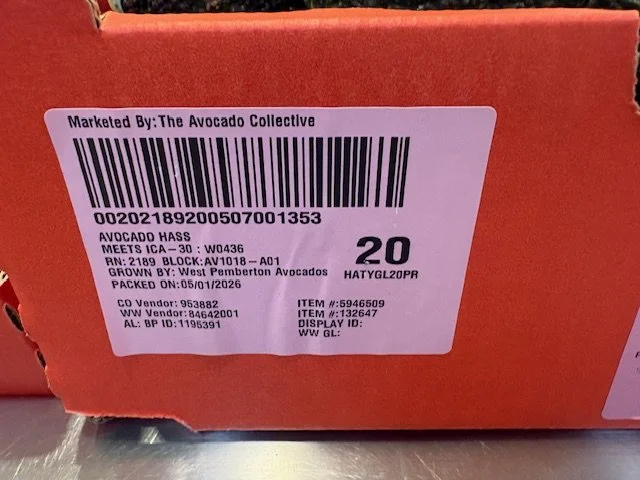 Marketed By: The Avocado Collective
00202189200507001353
AVOCADO HASS
MEETS ICA-30 : W0436
RN: 2189 BLOCK:AV1018-A01
GROWN BY: West Pemberton Avocados
PACKED ON:05/01/2026
20
HATYGL20PR
CO Vendor: 953882
WW Vendor:84642001
AL: BP ID:1195391
ITEM #:5946509
ITEM #:132647
DISPLAY ID:
WW GL: